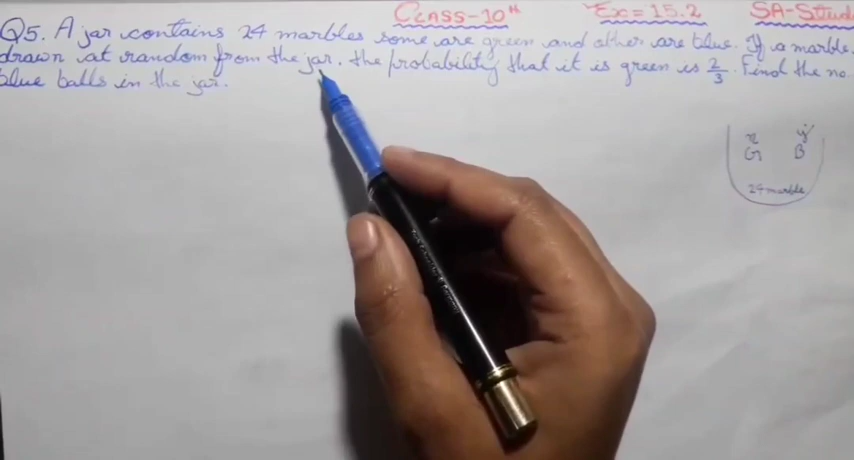 CLASS-10th Ex=15.2 SA-Stud
Q5. A jar contains 24 marbles some are green and other are blue. If a marble
drawn at random from the jar. the probability that it is green is 2/3. Find the no.
blue balls in the jar.
x y
G B
24 marble